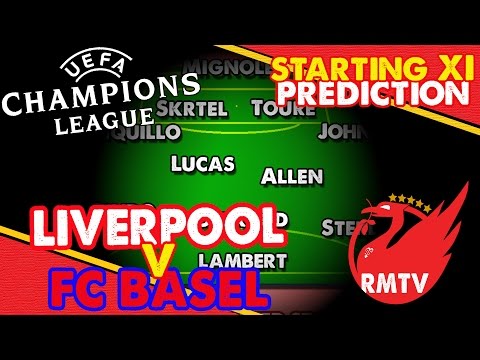 UEFA
CHAMPIONS
LEAGUE
STARTING XI
PREDICTION
SKRTEL TOURE
LUCAS
ALLEN
LIVERPOOL
V
FC BASEL
LAMBERT
RMTV